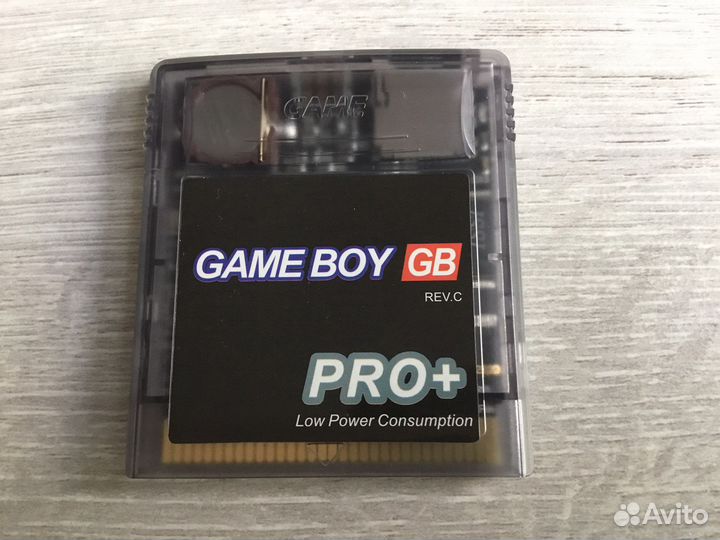 GAME
GAME BOY GB
REV.C
PRO+
Low Power Consumption
Avito